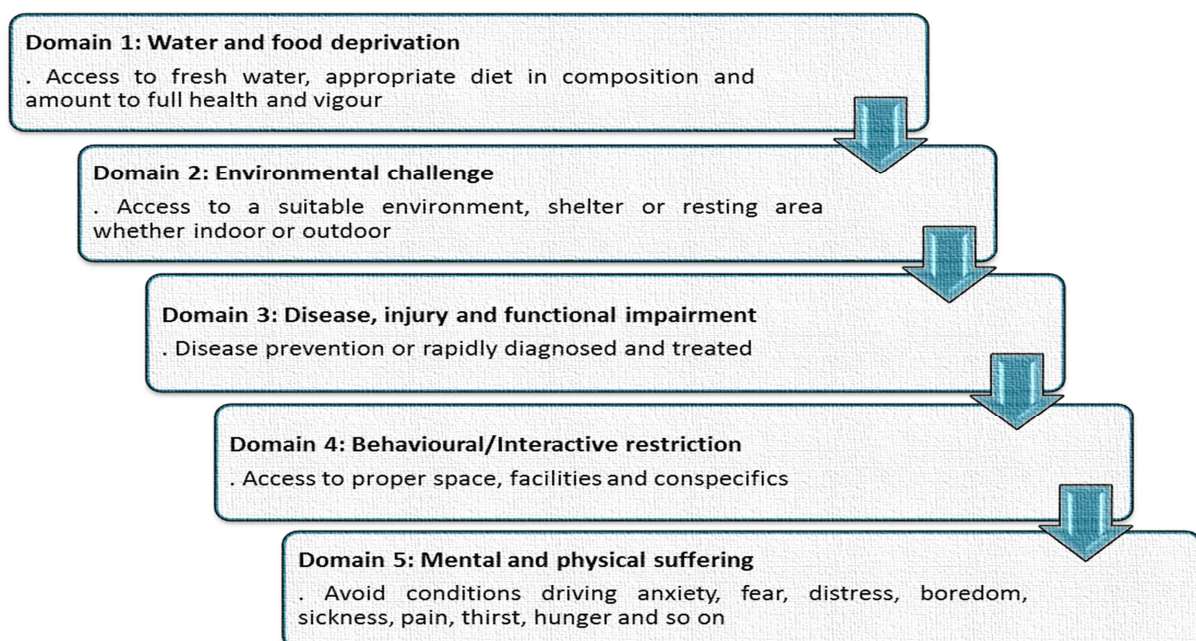 Domain 1: Water and food deprivation
. Access to fresh water, appropriate diet in composition and
amount to full health and vigour
Domain 2: Environmental challenge
. Access to a suitable environment, shelter or resting area
whether indoor or outdoor
Domain 3: Disease, injury and functional impairment
. Disease prevention or rapidly diagnosed and treated
Domain 4: Behavioural/Interactive restriction
. Access to proper space, facilities and conspecifics
Domain 5: Mental and physical suffering
. Avoid conditions driving anxiety, fear, distress, boredom,
sickness, pain, thirst, hunger and so on